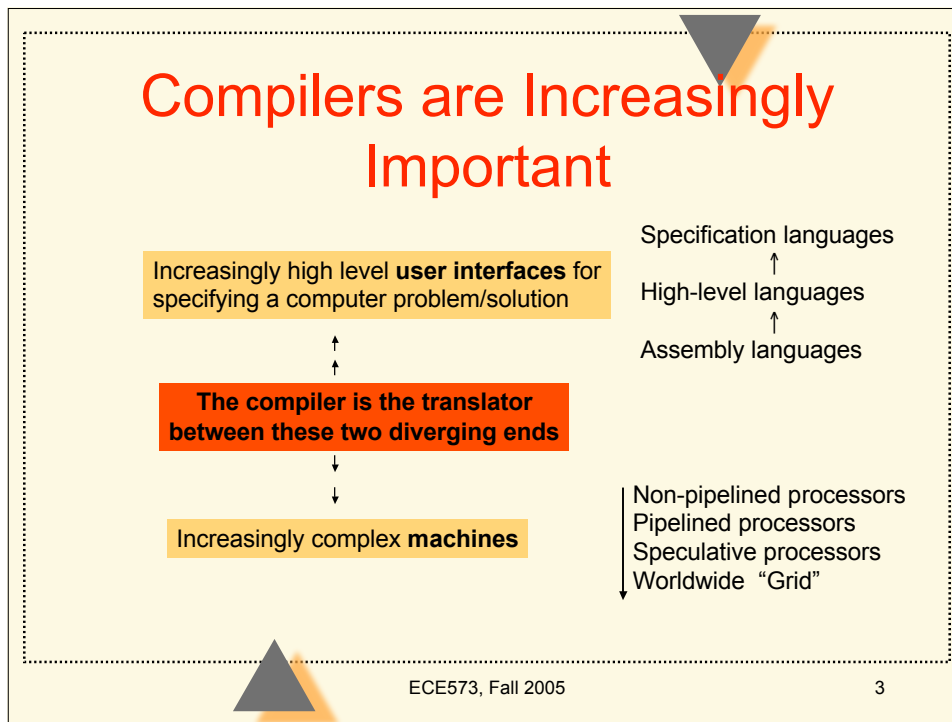 Compilers are Increasingly
Important
Increasingly high level user interfaces for
specifying a computer problem/solution
The compiler is the translator
between these two diverging ends
Increasingly complex machines
Specification languages
High-level languages
Assembly languages
Non-pipelined processors
Pipelined processors
Speculative processors
Worldwide “Grid”
ECE573, Fall 2005
3